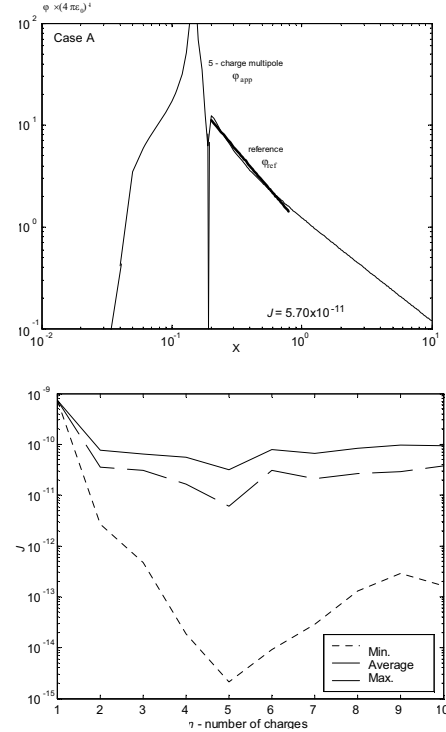 φ ×(4 πε₀)⁻¹
10²
Case A
5 - charge multipole
φapp
10¹
reference
φref
10⁰
J = 5.70x10⁻¹¹
10⁻¹
10⁻² 10⁻¹ 10⁰ 10¹
X
10⁻⁹
10⁻¹⁰
10⁻¹¹
10⁻¹²
J
10⁻¹³
10⁻¹⁴
10⁻¹⁵
Min.
Average
Max.
1 2 3 4 5 6 7 8 9 10
- number of charges